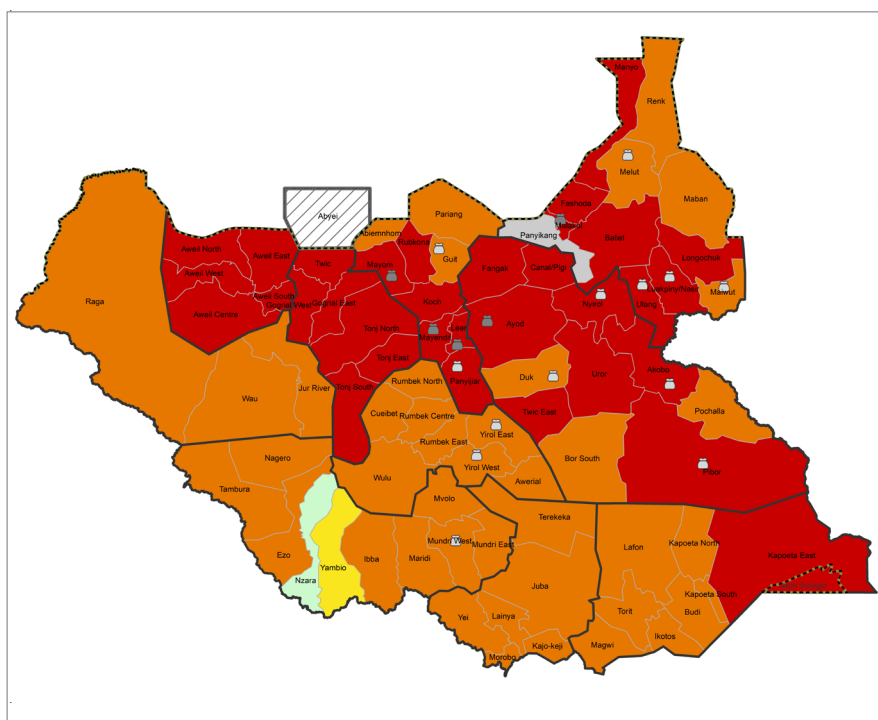 Manyo
Renk
Melut
Maban
Fashoda
Malakal
Panyikang
Baliet
Longochuk
Luakpiny/Nasir
Maiwut
Ulang
Nyirol
Abyei
Pariang
Abiemnhom
Rubkona
Guit
Mayom
Fangak
Canal/Pigi
Koch
Leer
Mayendit
Panyijiar
Ayod
Duk
Uror
Akobo
Pochalla
Twic East
Bor South
Pibor
Aweil North
Aweil East
Aweil West
Aweil South
Aweil Centre
Twic
Gogrial West
Gogrial East
Tonj North
Tonj East
Tonj South
Raga
Wau
Jur River
Rumbek North
Cueibet
Rumbek Centre
Rumbek East
Yirol East
Yirol West
Wulu
Awerial
Nagero
Tambura
Ezo
Nzara
Yambio
Ibba
Maridi
Mvolo
Mundri West
Mundri East
Terekeka
Juba
Yei
Lainya
Morobo
Kajo-keji
Lafon
Kapoeta North
Kapoeta East
Kapoeta South
Torit
Budi
Ikotos
Magwi